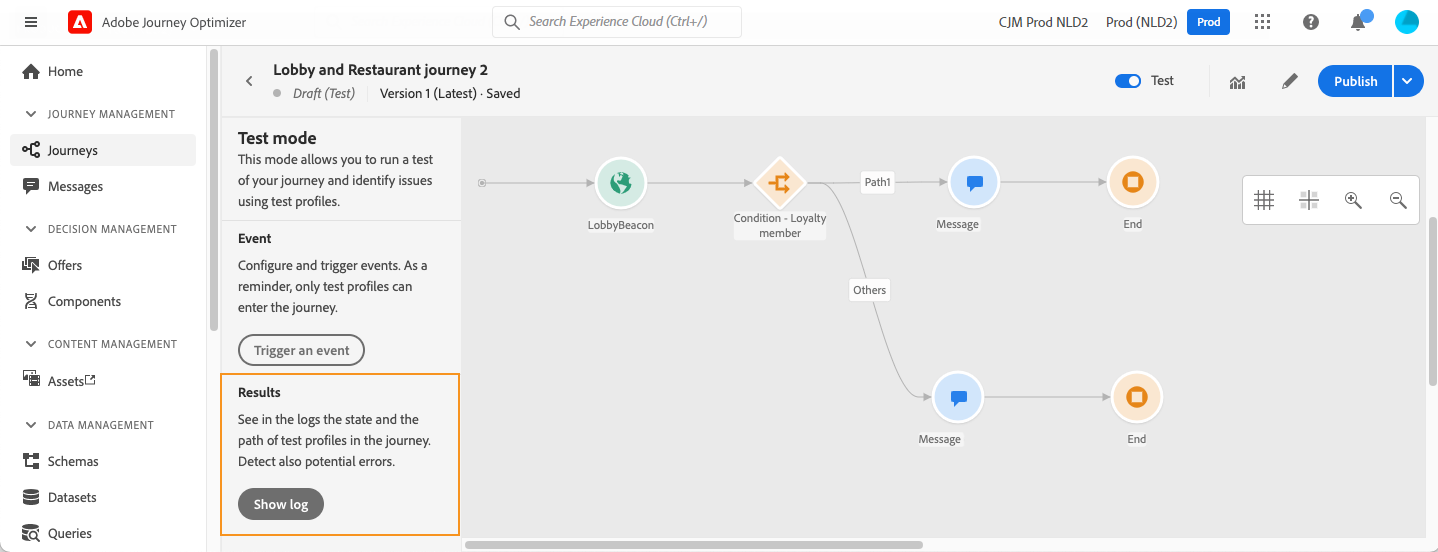 Adobe Journey Optimizer
Search Experience Cloud (Ctrl+/)
CJM Prod NLD2
Prod (NLD2)
Prod
Home
JOURNEY MANAGEMENT
Journeys
Messages
DECISION MANAGEMENT
Offers
Components
CONTENT MANAGEMENT
Assets
DATA MANAGEMENT
Schemas
Datasets
Queries
Lobby and Restaurant journey 2
Draft (Test)
Version 1 (Latest) · Saved
Test
Publish
Test mode
This mode allows you to run a test
of your journey and identify issues
using test profiles.
Event
Configure and trigger events. As a
reminder, only test profiles can
enter the journey.
Trigger an event
Results
See in the logs the state and the
path of test profiles in the journey.
Detect also potential errors.
Show log
LobbyBeacon
Condition - Loyalty
member
Path1
Message
End
Others
Message
End